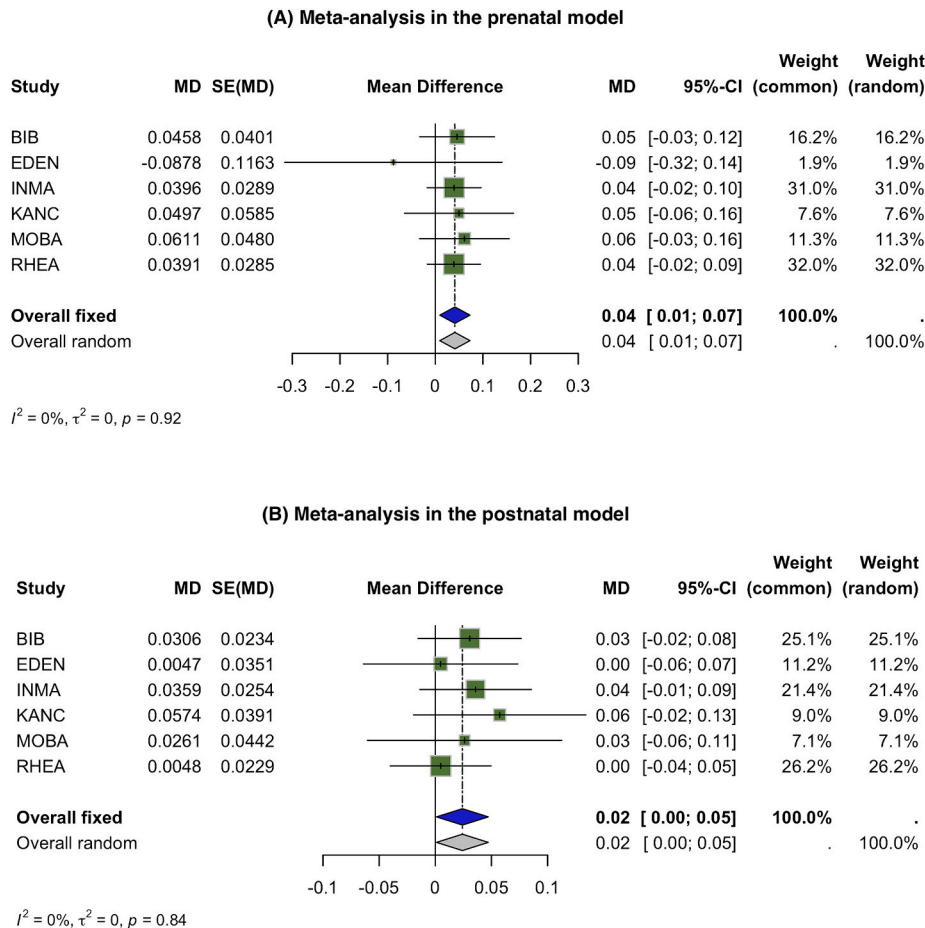 (A) Meta-analysis in the prenatal model
Weight Weight
Study MD SE(MD) Mean Difference MD 95%-CI (common) (random)
BIB 0.0458 0.0401 0.05 [-0.03; 0.12] 16.2% 16.2%
EDEN -0.0878 0.1163 -0.09 [-0.32; 0.14] 1.9% 1.9%
INMA 0.0396 0.0289 0.04 [-0.02; 0.10] 31.0% 31.0%
KANC 0.0497 0.0585 0.05 [-0.06; 0.16] 7.6% 7.6%
MOBA 0.0611 0.0480 0.06 [-0.03; 0.16] 11.3% 11.3%
RHEA 0.0391 0.0285 0.04 [-0.02; 0.09] 32.0% 32.0%
Overall fixed 0.04 [ 0.01; 0.07] 100.0% .
Overall random 0.04 [ 0.01; 0.07] . 100.0%
-0.3 -0.2 -0.1 0 0.1 0.2 0.3
I² = 0%, τ² = 0, p = 0.92
(B) Meta-analysis in the postnatal model
Weight Weight
Study MD SE(MD) Mean Difference MD 95%-CI (common) (random)
BIB 0.0306 0.0234 0.03 [-0.02; 0.08] 25.1% 25.1%
EDEN 0.0047 0.0351 0.00 [-0.06; 0.07] 11.2% 11.2%
INMA 0.0359 0.0254 0.04 [-0.01; 0.09] 21.4% 21.4%
KANC 0.0574 0.0391 0.06 [-0.02; 0.13] 9.0% 9.0%
MOBA 0.0261 0.0442 0.03 [-0.06; 0.11] 7.1% 7.1%
RHEA 0.0048 0.0229 0.00 [-0.04; 0.05] 26.2% 26.2%
Overall fixed 0.02 [ 0.00; 0.05] 100.0% .
Overall random 0.02 [ 0.00; 0.05] . 100.0%
-0.1 -0.05 0 0.05 0.1
I² = 0%, τ² = 0, p = 0.84